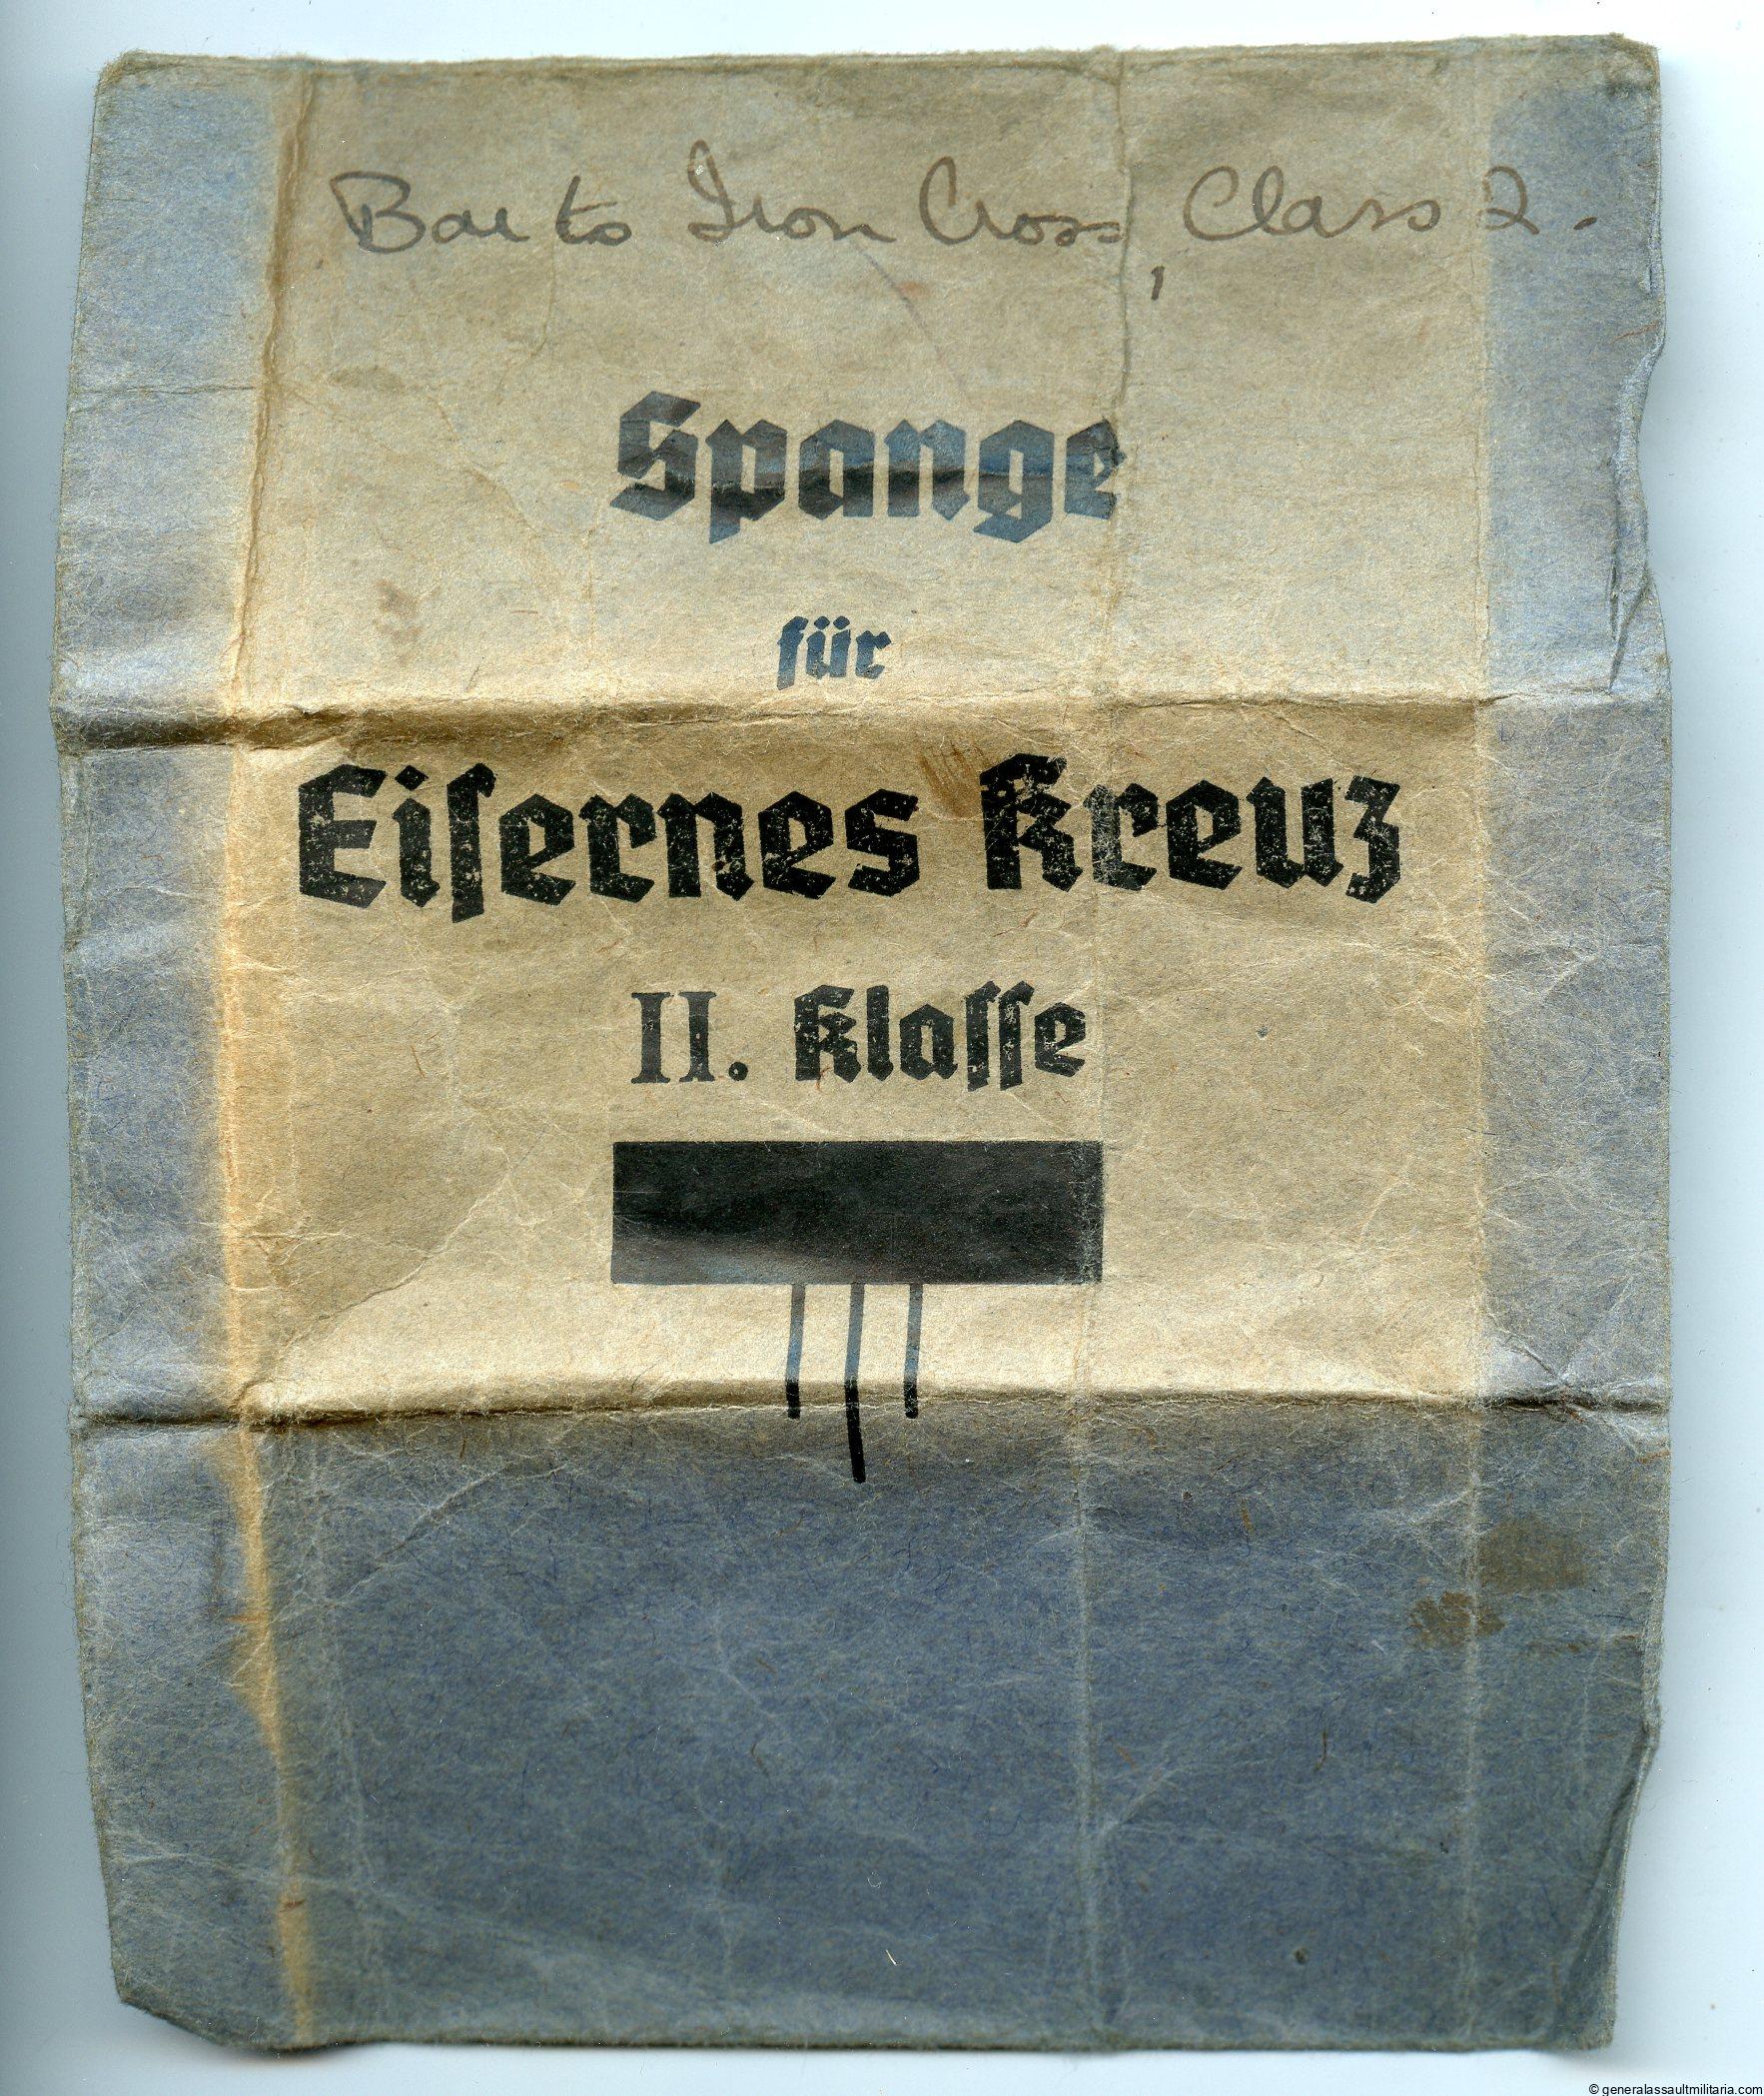 Bar to Iron Cross, Class 2.
Spange
für
Eiſernes Kreuz
II. Klaſſe
© generalassaultmilitaria.com